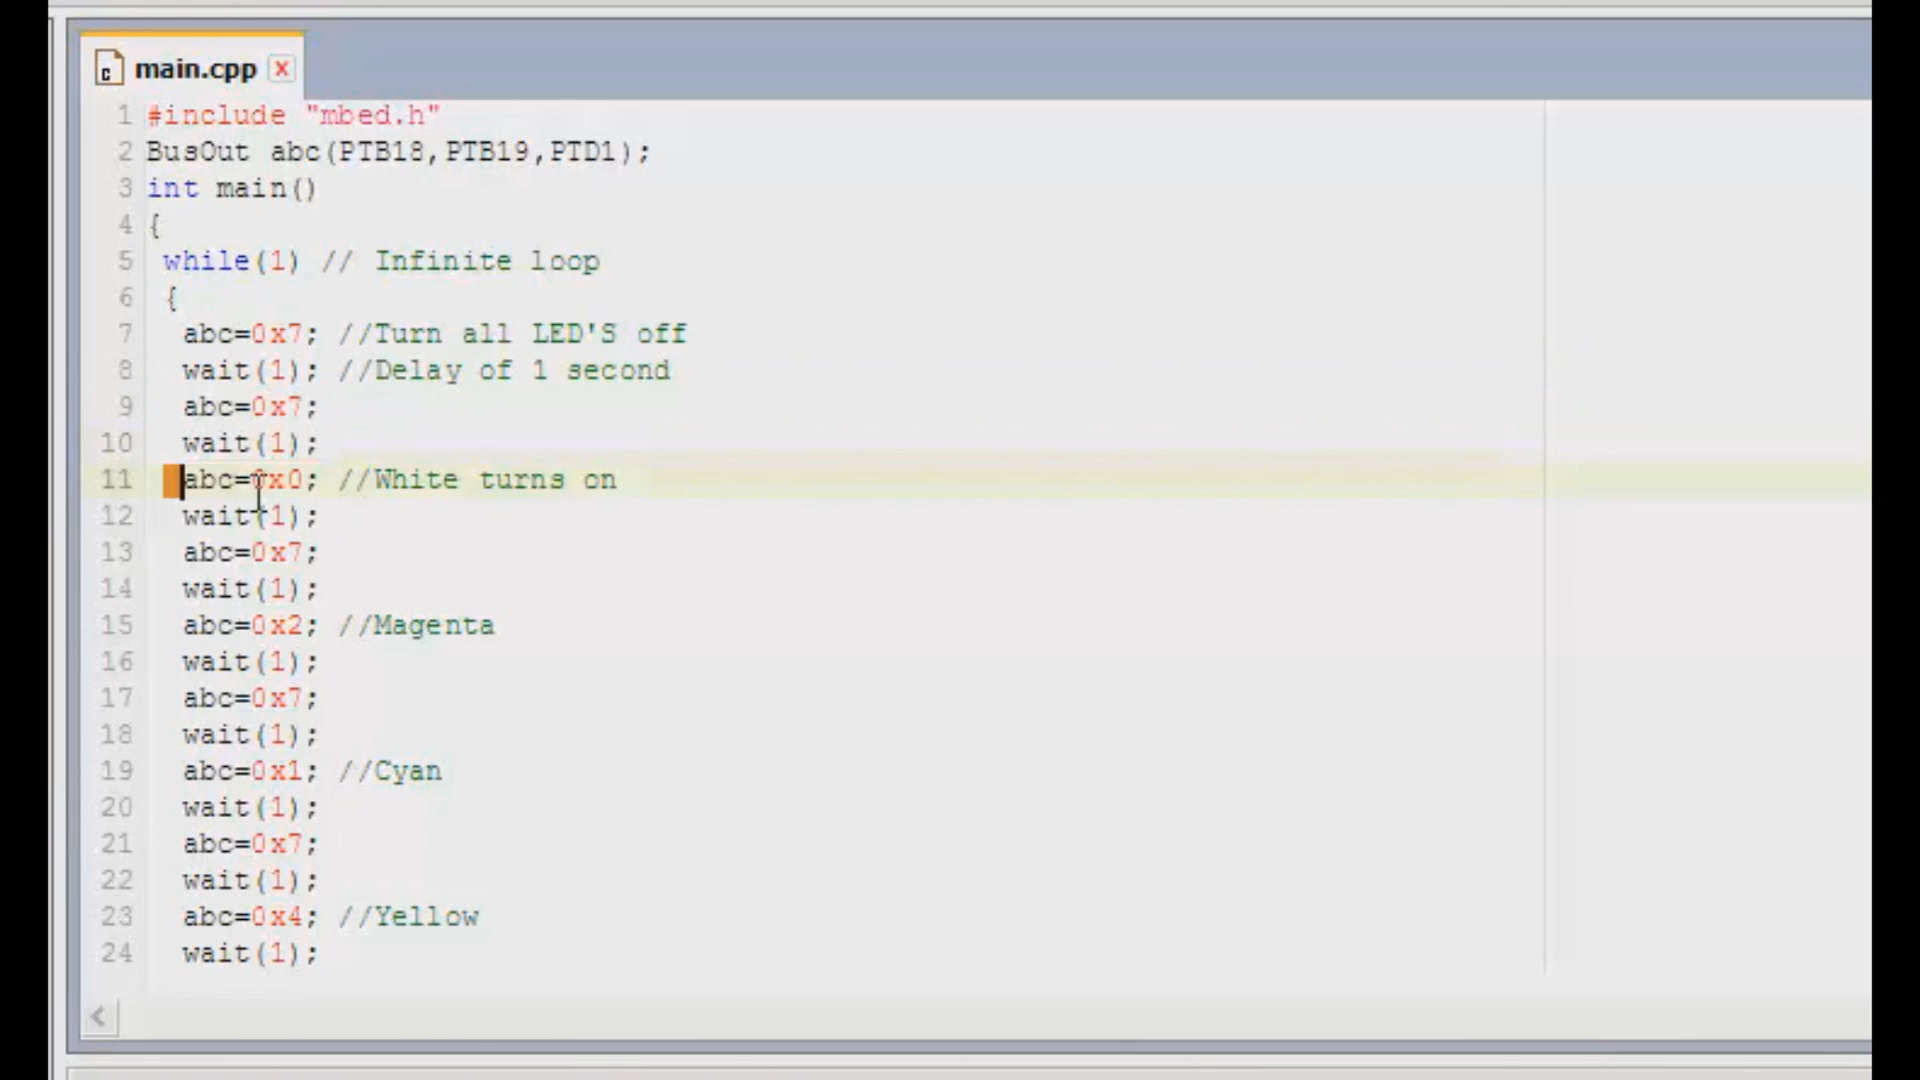 main.cpp x
1 #include "mbed.h"
2 BusOut abc(PTB18,PTB19,PTD1);
3 int main()
4 {
5 while(1) // Infinite loop
6 {
7 abc=0x7; //Turn all LED'S off
8 wait(1); //Delay of 1 second
9 abc=0x7;
10 wait(1);
11 abc=0x0; //White turns on
12 wait(1);
13 abc=0x7;
14 wait(1);
15 abc=0x2; //Magenta
16 wait(1);
17 abc=0x7;
18 wait(1);
19 abc=0x1; //Cyan
20 wait(1);
21 abc=0x7;
22 wait(1);
23 abc=0x4; //Yellow
24 wait(1);